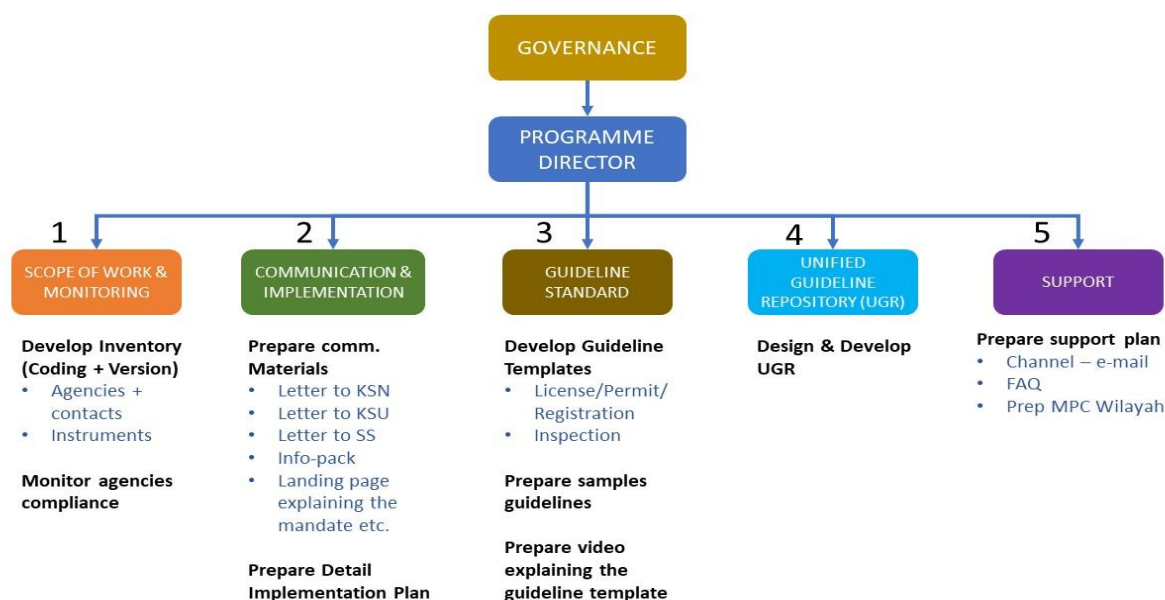 GOVERNANCE
PROGRAMME
DIRECTOR
1
SCOPE OF WORK &
MONITORING
Develop Inventory
(Coding + Version)
• Agencies +
contacts
• Instruments
Monitor agencies
compliance
2
COMMUNICATION &
IMPLEMENTATION
Prepare comm.
Materials
• Letter to KSN
• Letter to KSU
• Letter to SS
• Info-pack
• Landing page
explaining the
mandate etc.
Prepare Detail
Implementation Plan
3
GUIDELINE
STANDARD
Develop Guideline
Templates
• License/Permit/
Registration
• Inspection
Prepare samples
guidelines
Prepare video
explaining the
guideline template
4
UNIFIED
GUIDELINE
REPOSITORY (UGR)
Design & Develop
UGR
5
SUPPORT
Prepare support plan
• Channel – e-mail
• FAQ
• Prep MPC Wilayah